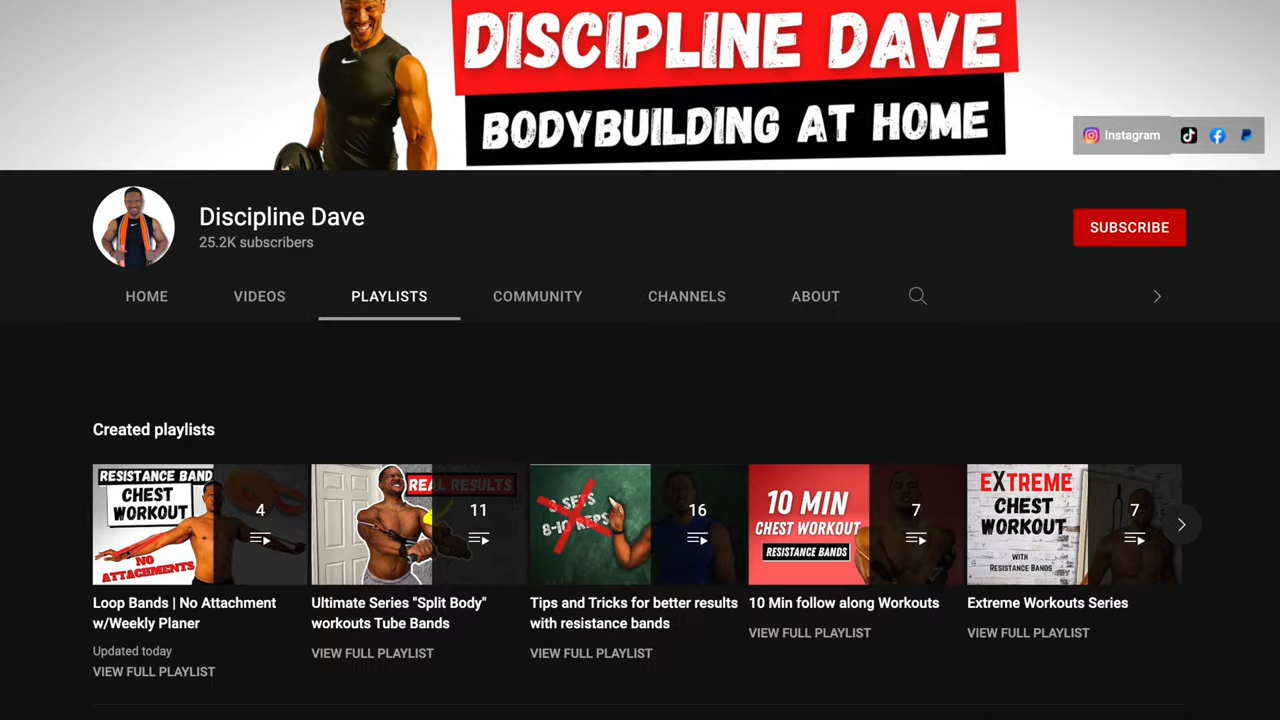 DISCIPLINE DAVE
BODYBUILDING AT HOME
Instagram
Discipline Dave
25.2K subscribers
SUBSCRIBE
HOME VIDEOS PLAYLISTS COMMUNITY CHANNELS ABOUT
Created playlists
RESISTANCE BAND
CHEST
WORKOUT
NO
ATTACHMENTS
4
REAL RESULTS
11
3 SETS
8-10 REPS
16
10 MIN
CHEST WORKOUT
RESISTANCE BANDS
7
EXTREME
CHEST
WORKOUT
WITH
RESISTANCE BANDS
7
Loop Bands | No Attachment
w/Weekly Planer
Updated today
VIEW FULL PLAYLIST
Ultimate Series "Split Body"
workouts Tube Bands
VIEW FULL PLAYLIST
Tips and Tricks for better results
with resistance bands
VIEW FULL PLAYLIST
10 Min follow along Workouts
VIEW FULL PLAYLIST
Extreme Workouts Series
VIEW FULL PLAYLIST